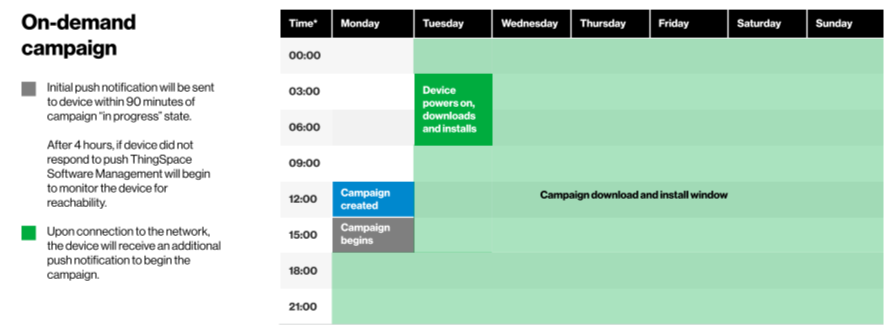 On-demand
campaign
Initial push notification will be sent
to device within 90 minutes of
campaign “in progress” state.
After 4 hours, if device did not
respond to push ThingSpace
Software Management will begin
to monitor the device for
reachability.
Upon connection to the network,
the device will receive an additional
push notification to begin the
campaign.
Time* Monday Tuesday Wednesday Thursday Friday Saturday Sunday
00:00
03:00
Device
powers on,
downloads
and installs
06:00
09:00
12:00
Campaign
created
Campaign download and install window
15:00
Campaign
begins
18:00
21:00